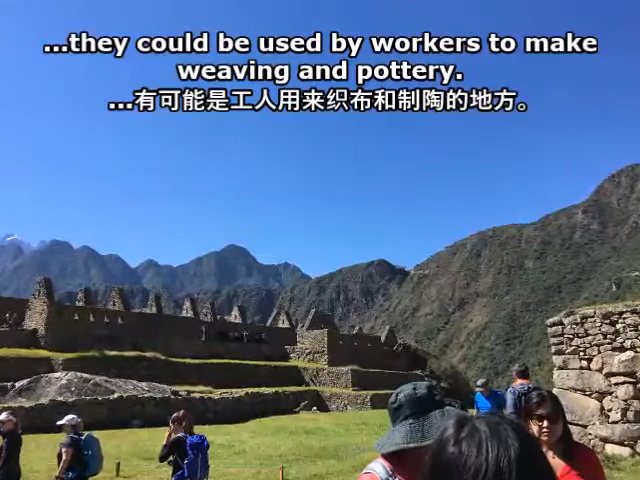 ...they could be used by workers to make
weaving and pottery.
...有可能是工人用来织布和制陶的地方。